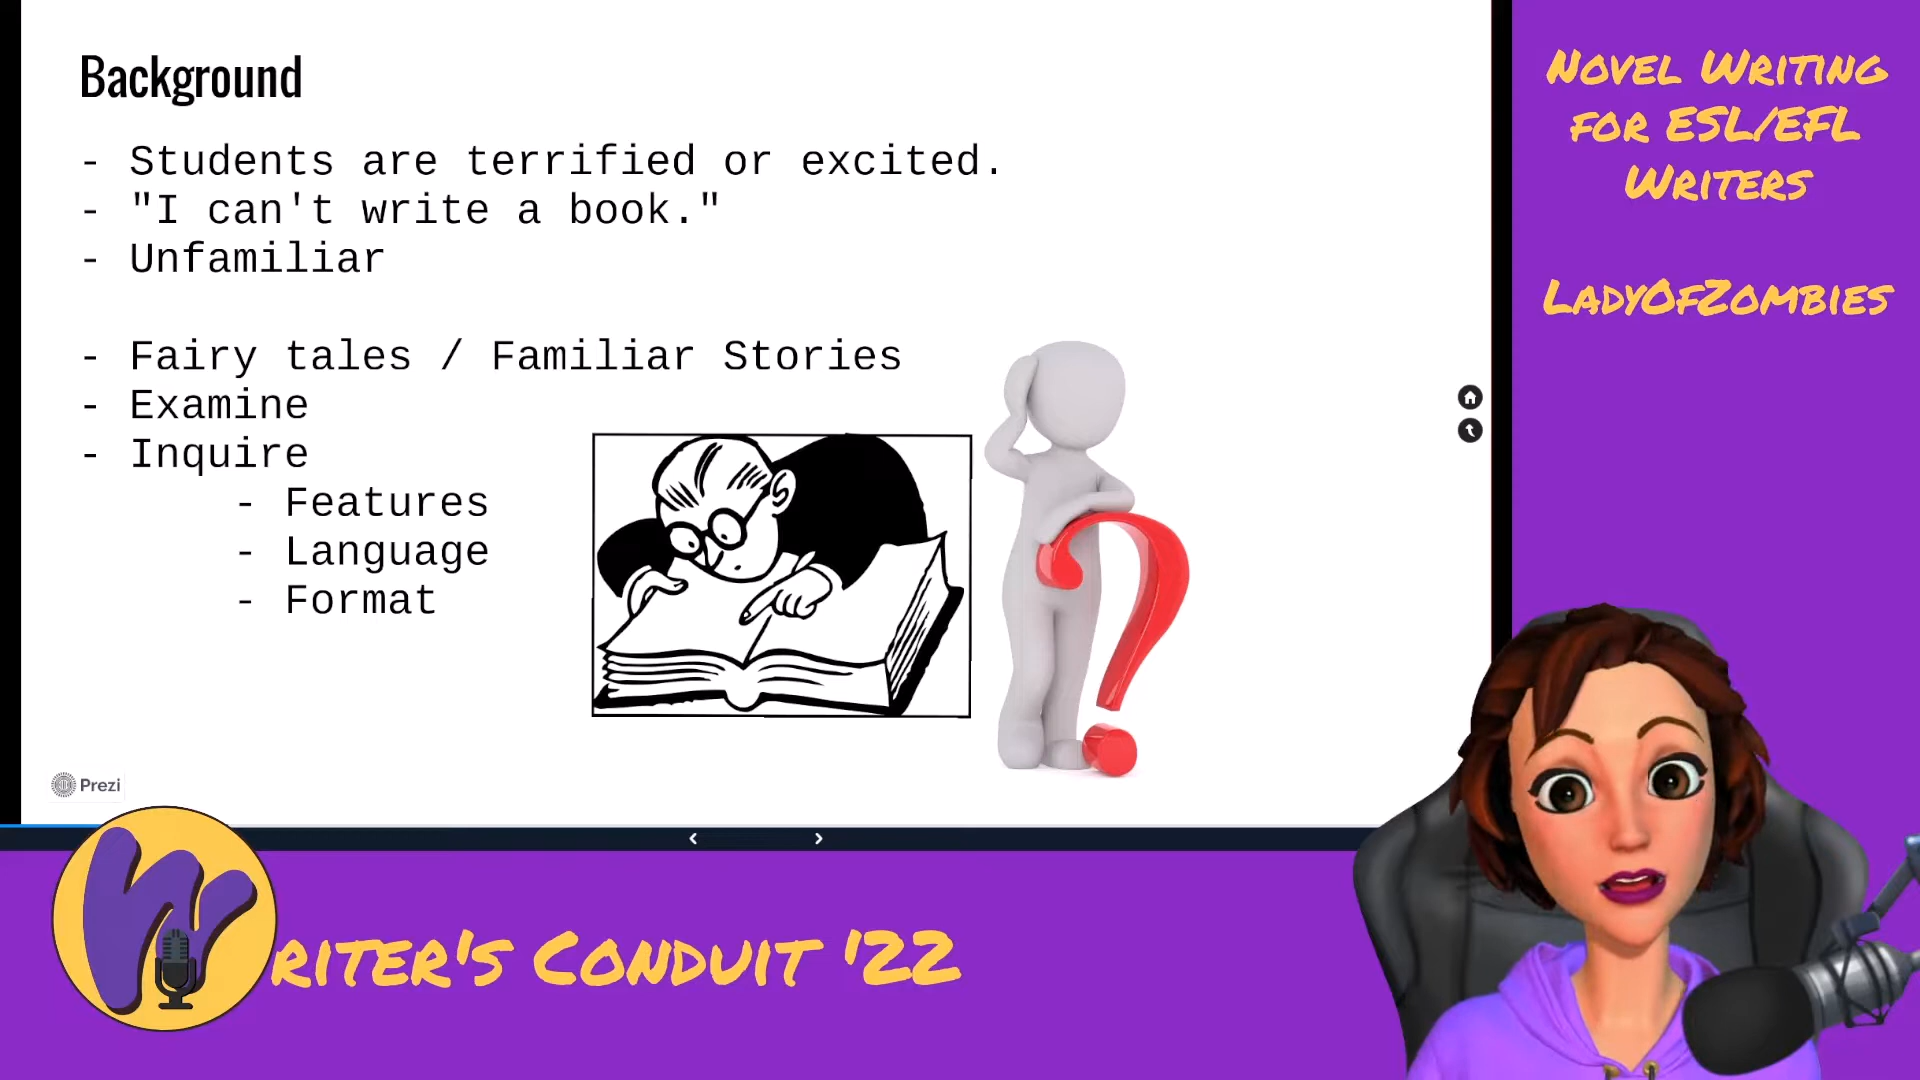 Background
- Students are terrified or excited.
- "I can't write a book."
- Unfamiliar
- Fairy tales / Familiar Stories
- Examine
- Inquire
- Features
- Language
- Format
Prezi
Novel Writing
for ESL/EFL
Writers
LadyOfZombies
Writer's Conduit '22